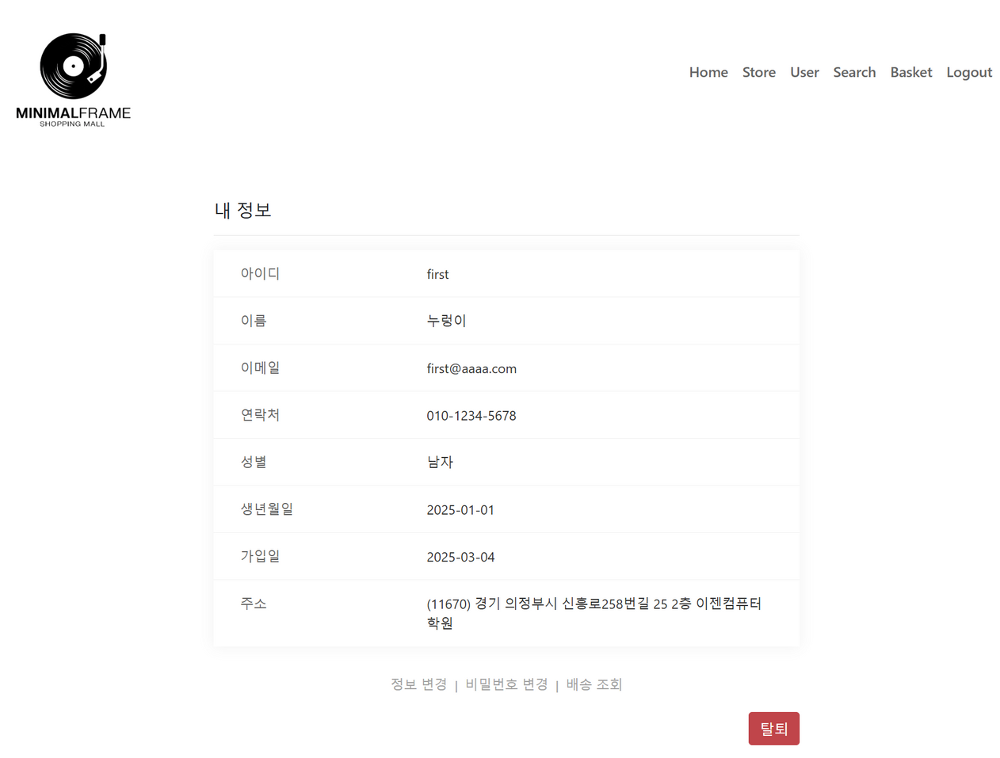 MINIMALFRAME
SHOPPING MALL
Home Store User Search Basket Logout
내 정보
아이디 first
이름 누렁이
이메일 first@aaaa.com
연락처 010-1234-5678
성별 남자
생년월일 2025-01-01
가입일 2025-03-04
주소 (11670) 경기 의정부시 신흥로258번길 25 2층 이젠컴퓨터
학원
정보 변경 | 비밀번호 변경 | 배송 조회
탈퇴